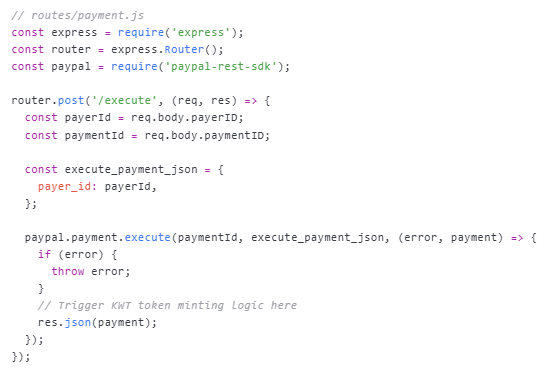 // routes/payment.js
const express = require('express');
const router = express.Router();
const paypal = require('paypal-rest-sdk');

router.post('/execute', (req, res) => {
  const payerId = req.body.payerID;
  const paymentId = req.body.paymentID;

  const execute_payment_json = {
    payer_id: payerId,
  };

  paypal.payment.execute(paymentId, execute_payment_json, (error, payment) => {
    if (error) {
      throw error;
    }
    // Trigger KWT token minting logic here
    res.json(payment);
  });
});